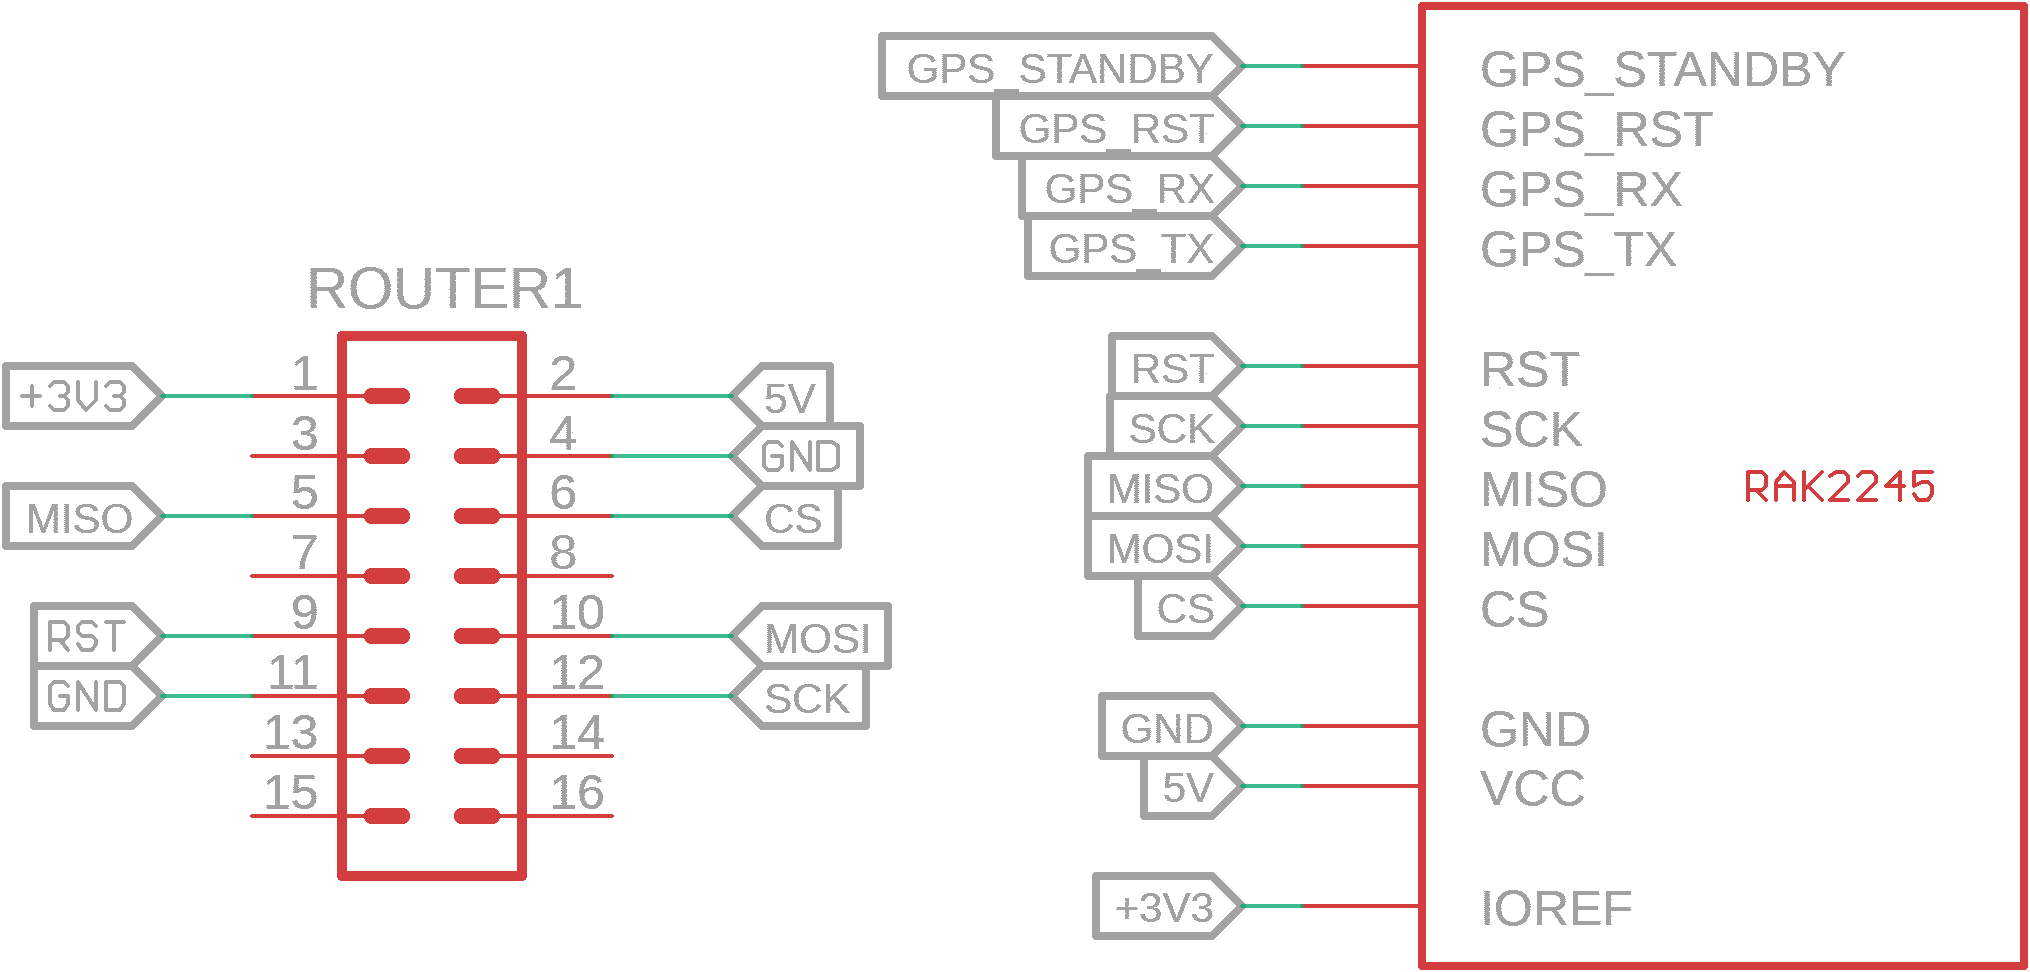 GPS_STANDBY GPS_STANDBY
GPS_RST GPS_RST
GPS_RX GPS_RX
GPS_TX GPS_TX
ROUTER1
+3V3 1 2 5V
3 4 GND
MISO 5 6 CS
7 8
RST 9 10 MOSI
GND 11 12 SCK
13 14
15 16
RST RST
SCK SCK
MISO MISO
RAK2245
MOSI MOSI
CS CS
GND GND
5V VCC
+3V3 IOREF